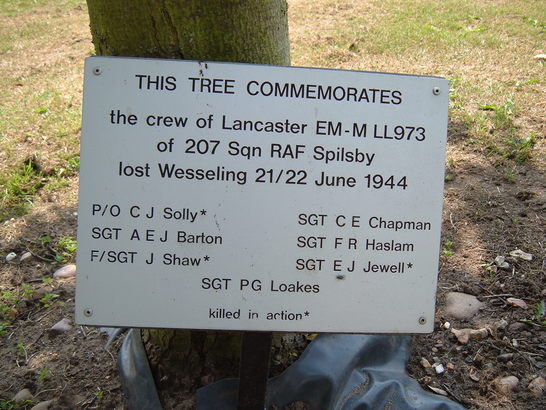 THIS TREE COMMEMORATES
the crew of Lancaster EM-M LL973
of 207 Sqn RAF Spilsby
lost Wesseling 21/22 June 1944
P/O C J Solly*
SGT A E J Barton
F/SGT J Shaw*
SGT C E Chapman
SGT F R Haslam
SGT E J Jewell*
SGT P G Loakes
killed in action*